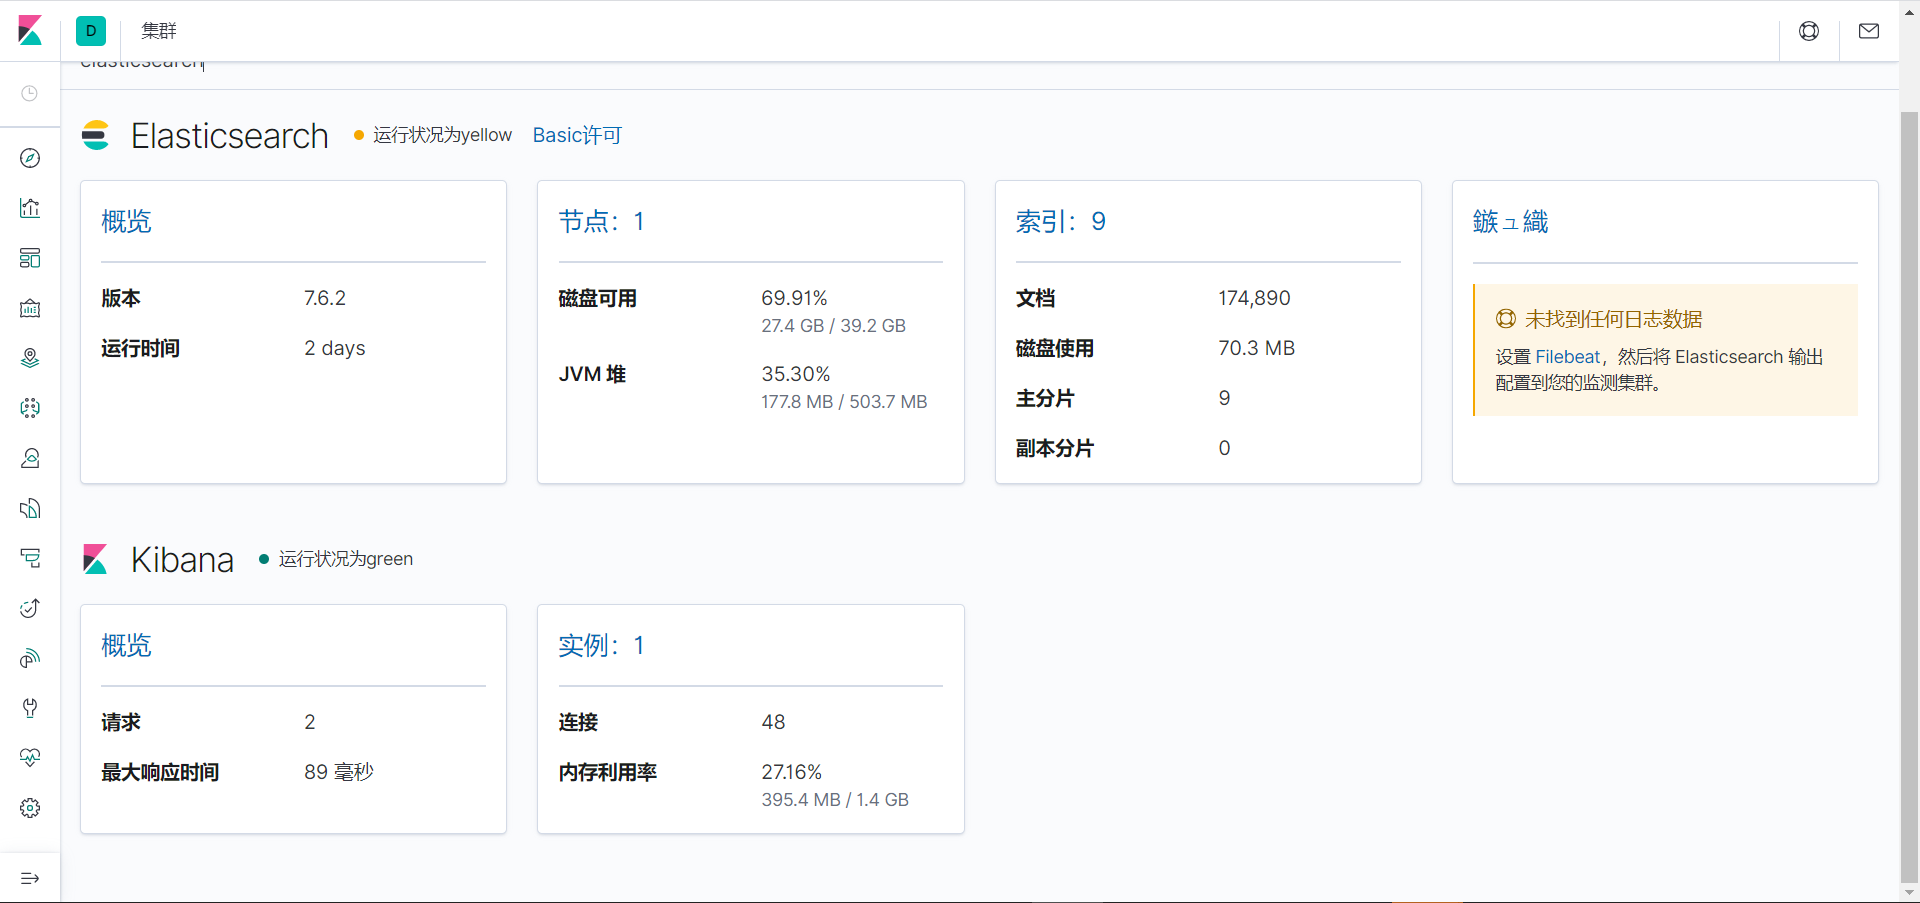 D 集群
elasticsearch
Elasticsearch 运行状况为yellow Basic许可
概览
版本 7.6.2
运行时间 2 days
节点：1
磁盘可用 69.91%
27.4 GB / 39.2 GB
JVM 堆 35.30%
177.8 MB / 503.7 MB
索引：9
文档 174,890
磁盘使用 70.3 MB
主分片 9
副本分片 0
鏃ュ織
未找到任何日志数据
设置 Filebeat，然后将 Elasticsearch 输出
配置到您的监测集群。
Kibana 运行状况为green
概览
请求 2
最大响应时间 89 毫秒
实例：1
连接 48
内存利用率 27.16%
395.4 MB / 1.4 GB